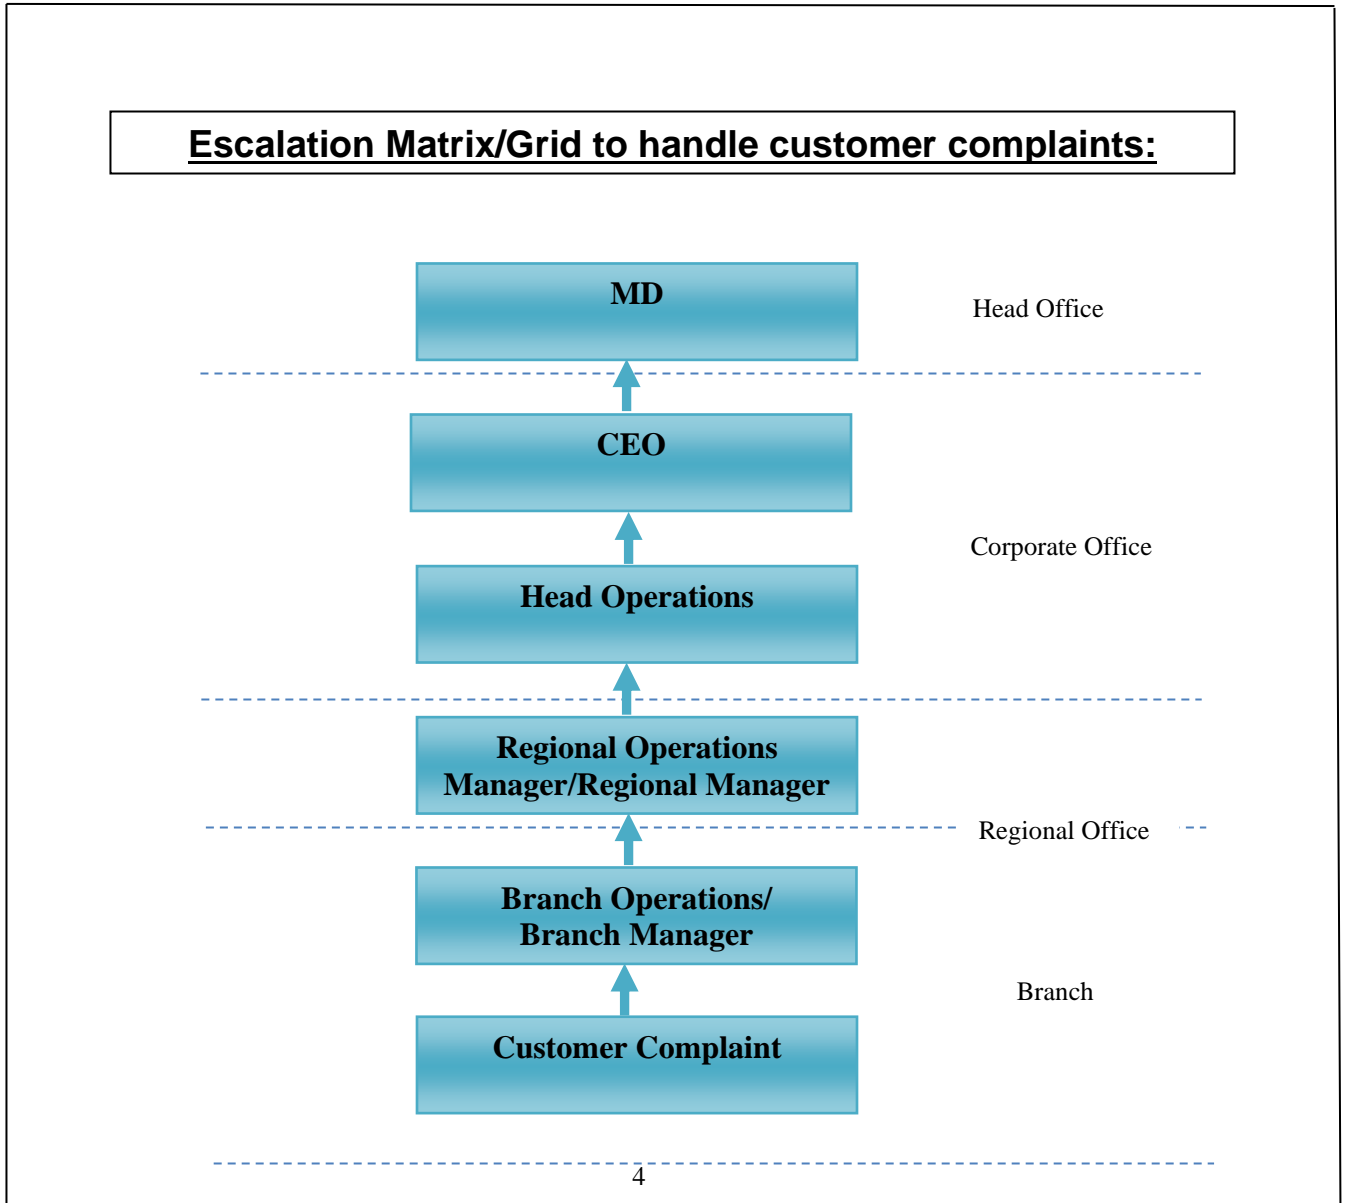 Escalation Matrix/Grid to handle customer complaints:
MD
Head Office
CEO
Corporate Office
Head Operations
Regional Operations
Manager/Regional Manager
Regional Office
Branch Operations/
Branch Manager
Branch
Customer Complaint
4